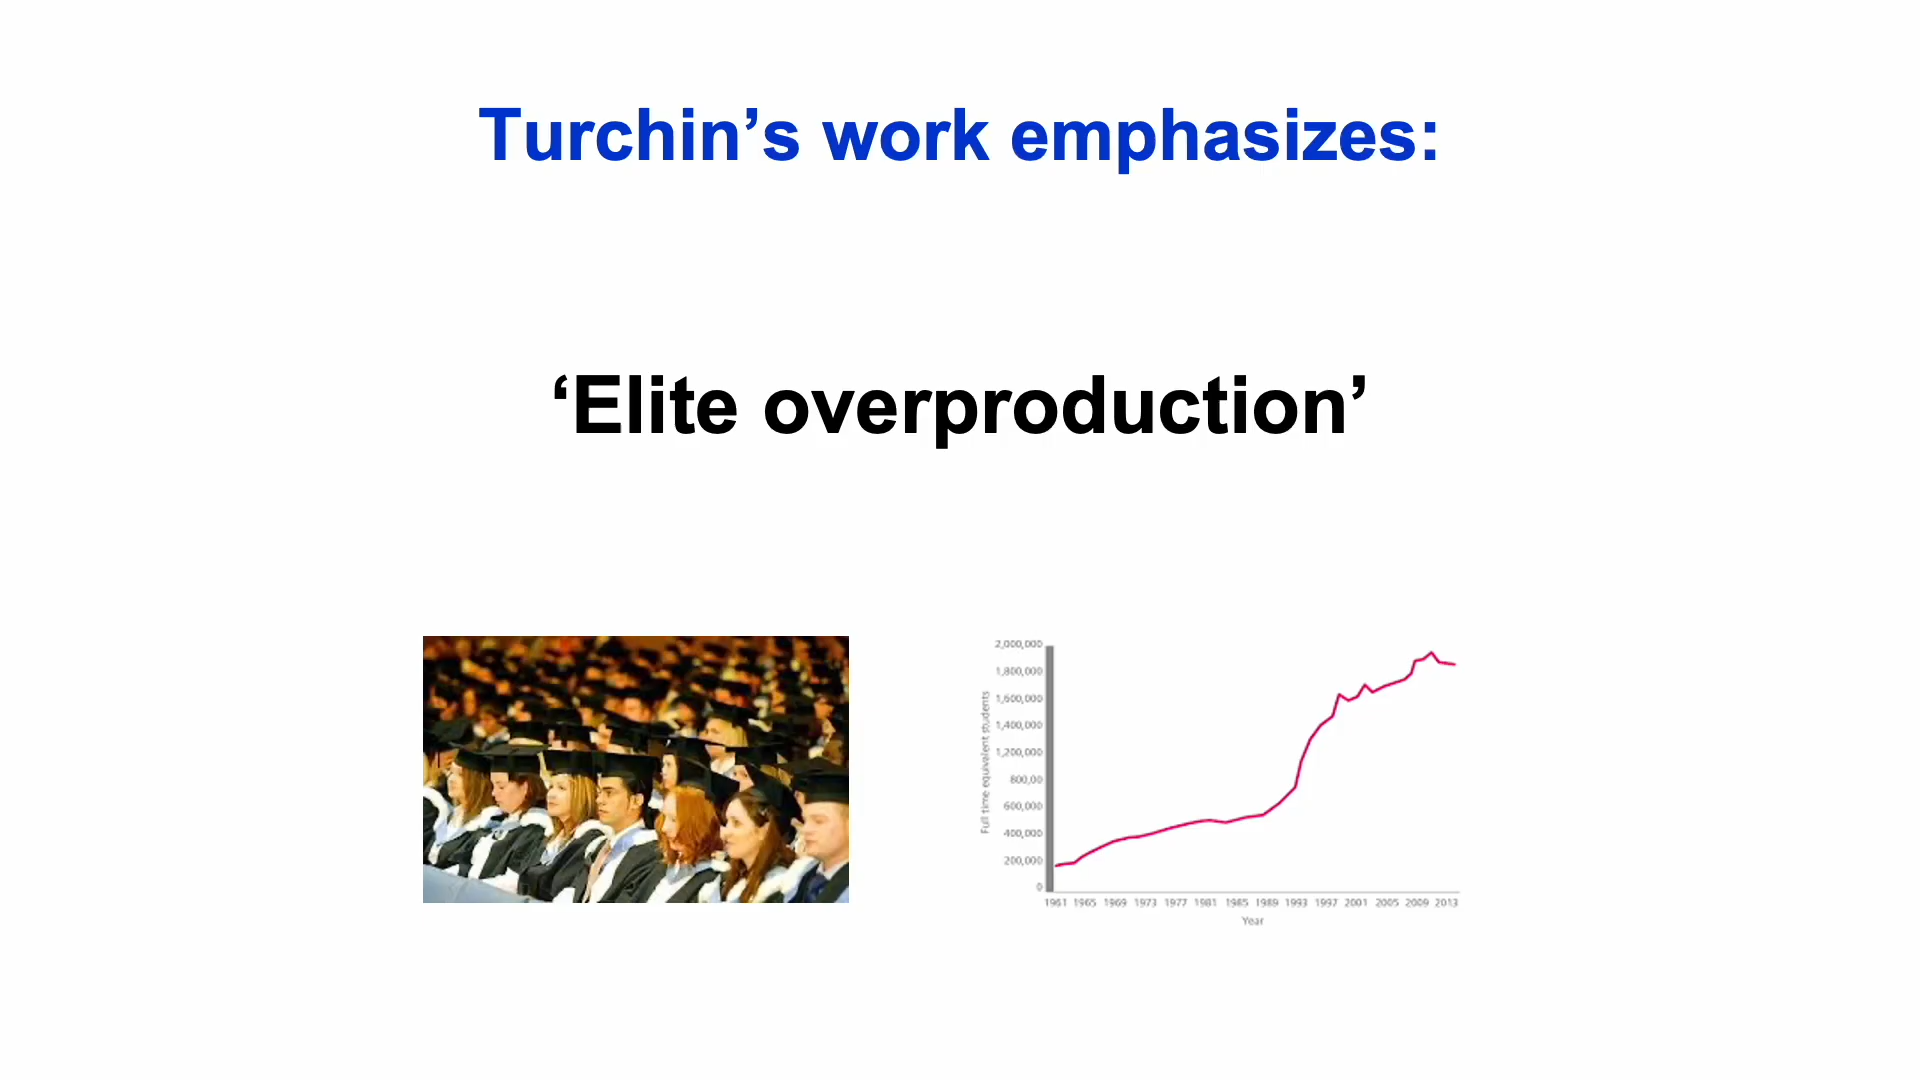 Turchin’s work emphasizes:
‘Elite overproduction’
Full time equivalent students
2,000,000
1,800,000
1,600,000
1,400,000
1,200,000
800,00
600,000
400,000
200,000
0
1961 1965 1969 1973 1977 1981 1985 1989 1993 1997 2001 2005 2009 2013
Year